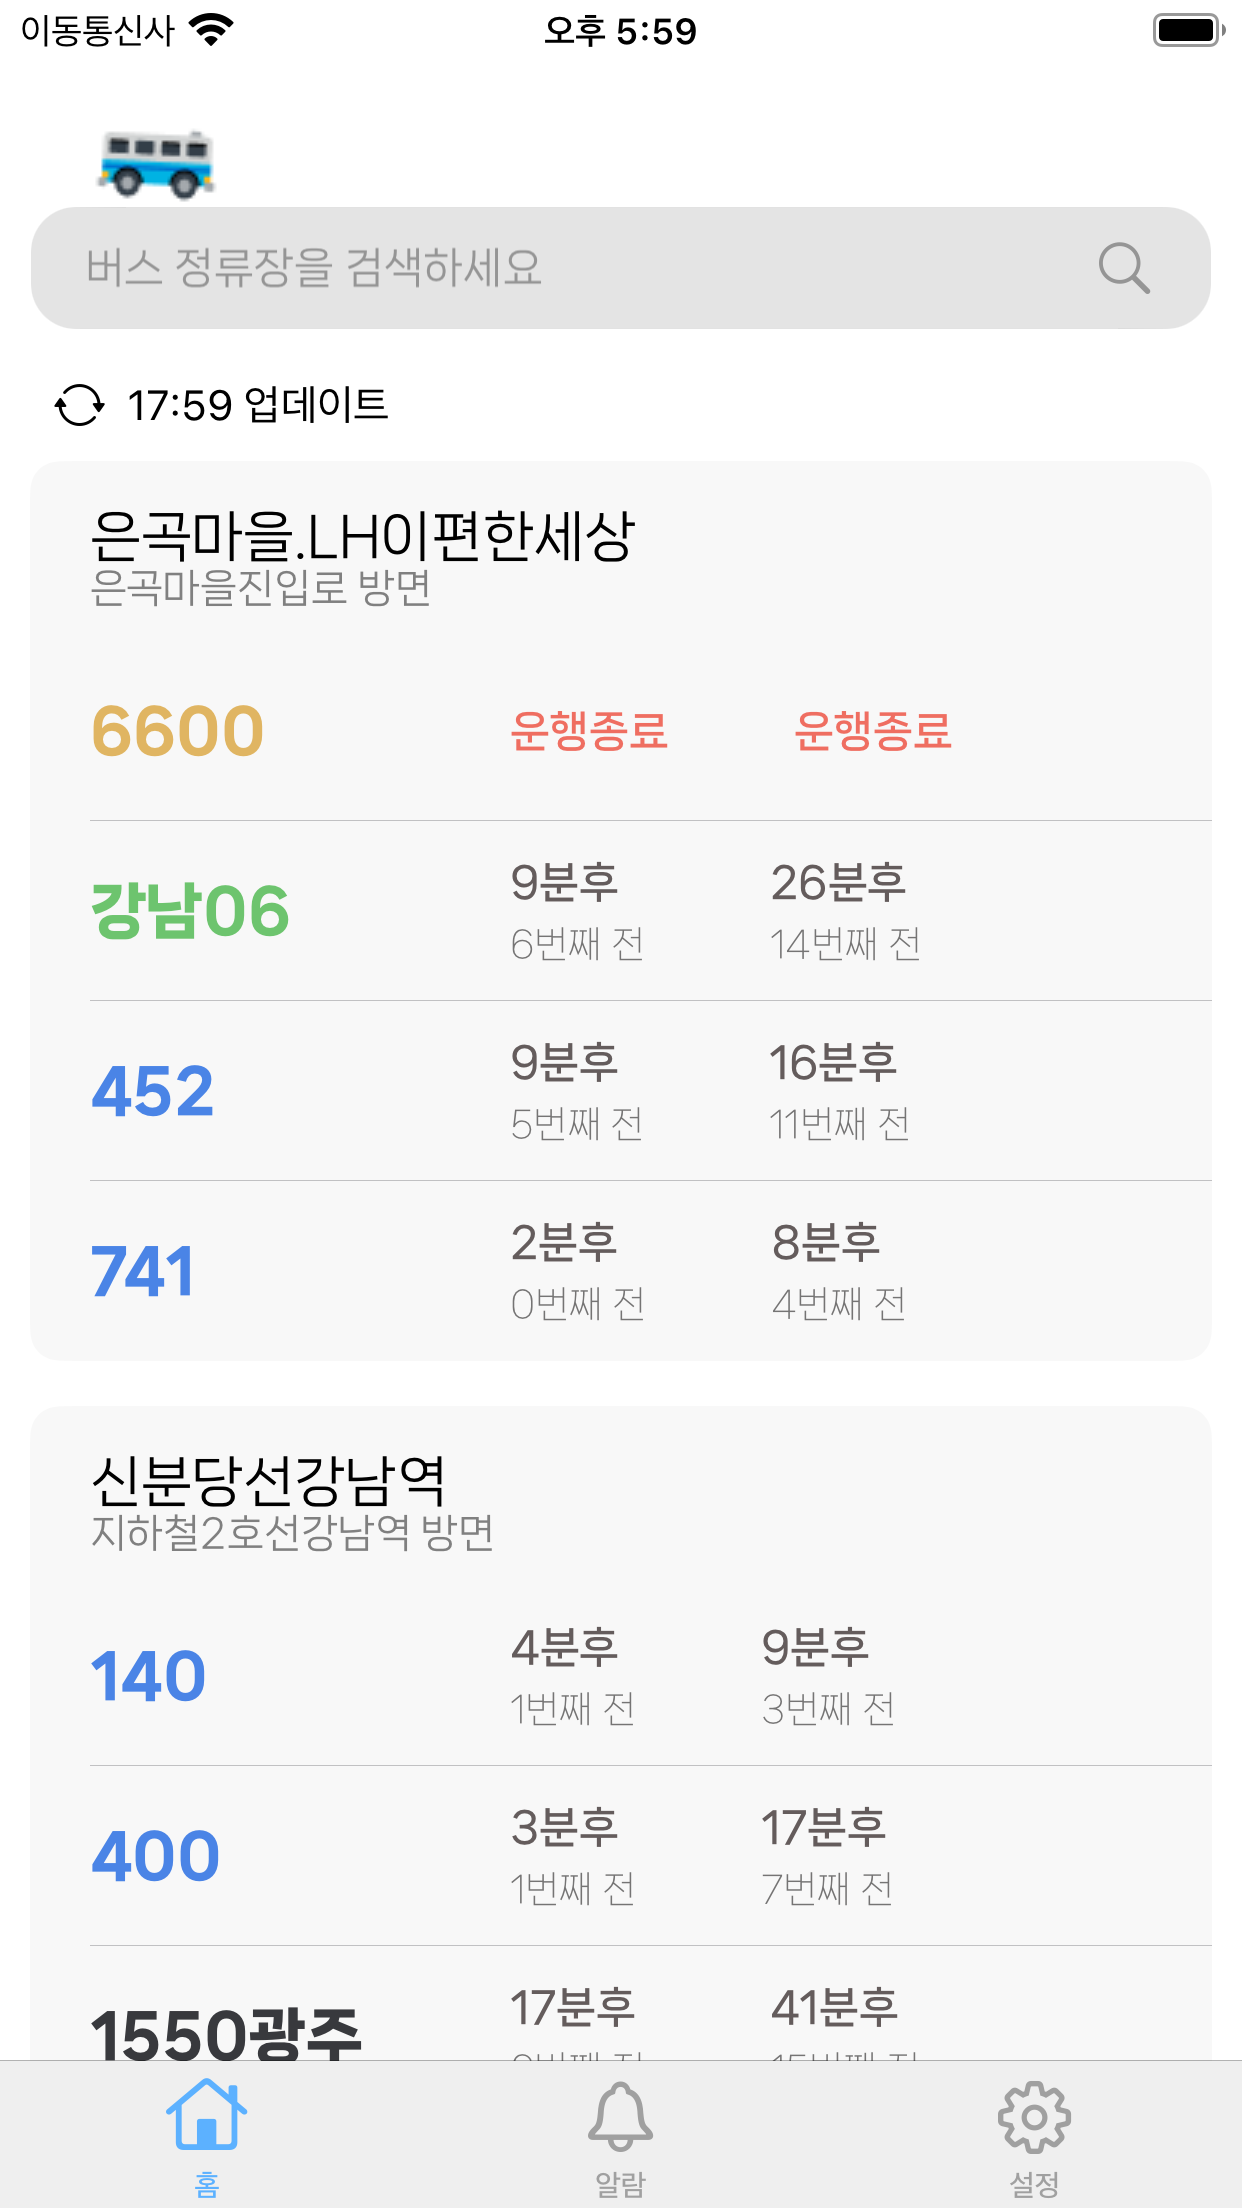 이동통신사 오후 5:59
버스 정류장을 검색하세요
17:59 업데이트
은곡마을.LH이편한세상
은곡마을진입로 방면
6600 운행종료 운행종료
강남06 9분후 26분후
6번째 전 14번째 전
452 9분후 16분후
5번째 전 11번째 전
741 2분후 8분후
0번째 전 4번째 전
신분당선강남역
지하철2호선강남역 방면
140 4분후 9분후
1번째 전 3번째 전
400 3분후 17분후
1번째 전 7번째 전
1550광주 17분후 41분후
홈 알람 설정